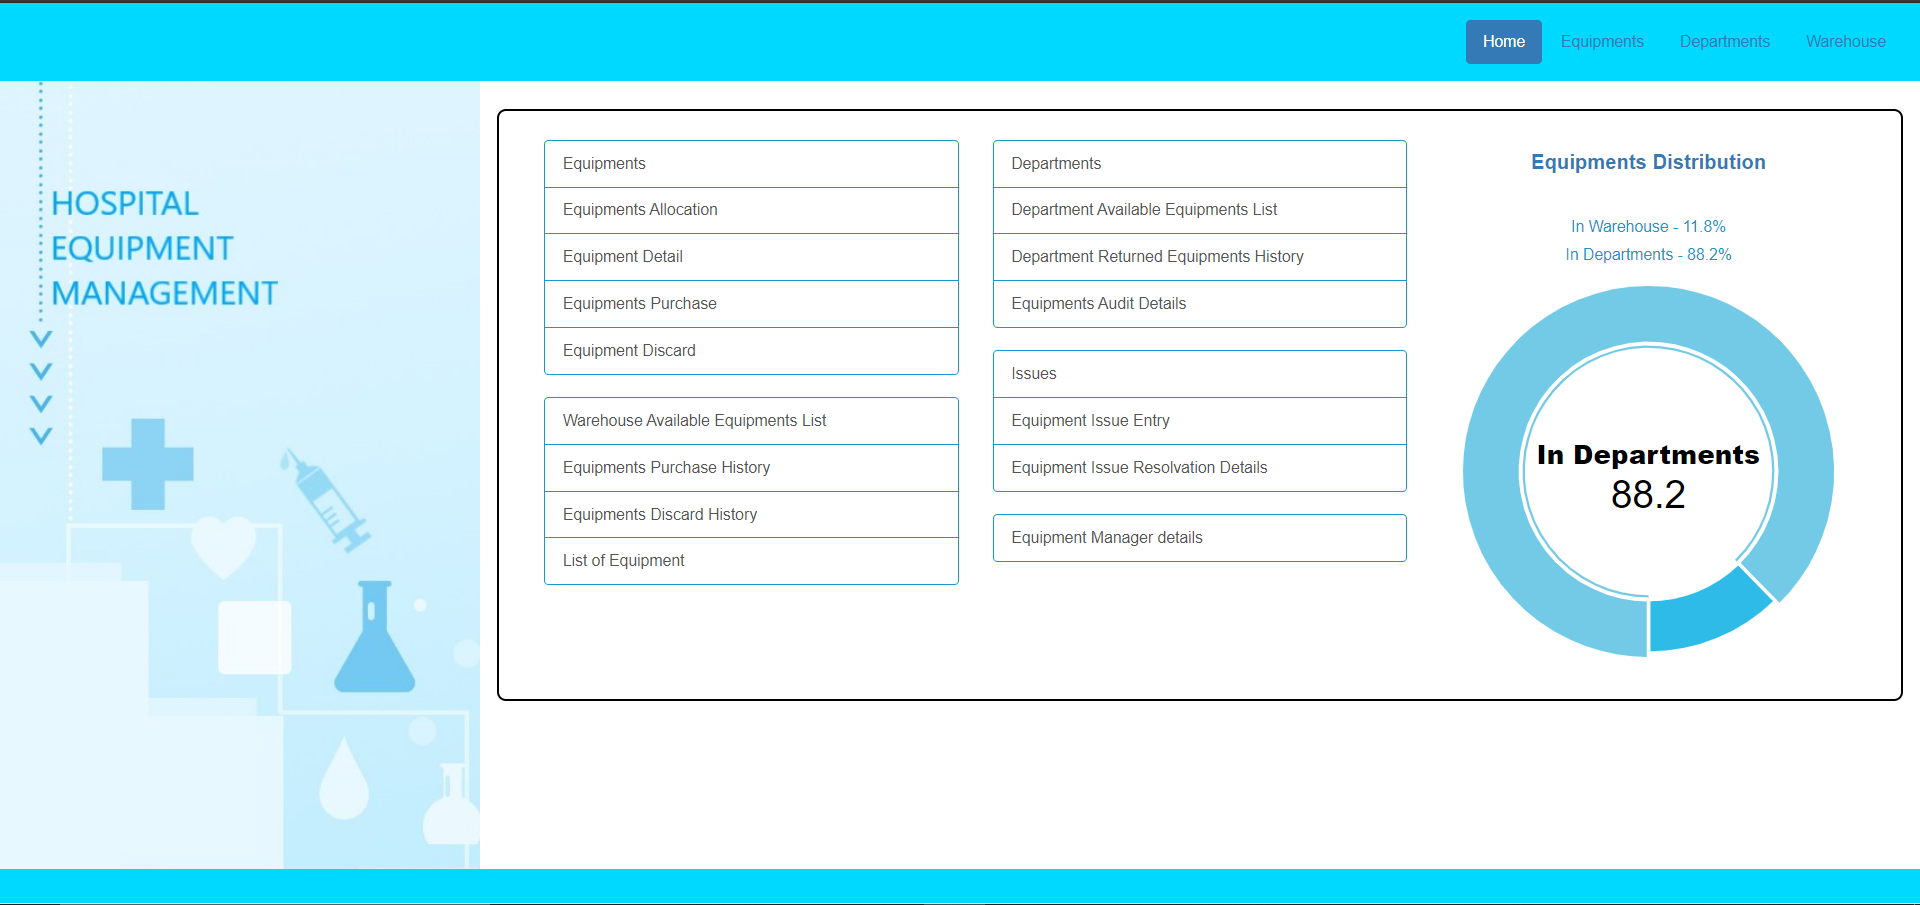 Home
Equipments
Departments
Warehouse
HOSPITAL
EQUIPMENT
MANAGEMENT
Equipments
Equipments Allocation
Equipment Detail
Equipments Purchase
Equipment Discard
Warehouse Available Equipments List
Equipments Purchase History
Equipments Discard History
List of Equipment
Departments
Department Available Equipments List
Department Returned Equipments History
Equipments Audit Details
Issues
Equipment Issue Entry
Equipment Issue Resolvation Details
Equipment Manager details
Equipments Distribution
In Warehouse - 11.8%
In Departments - 88.2%
In Departments
88.2